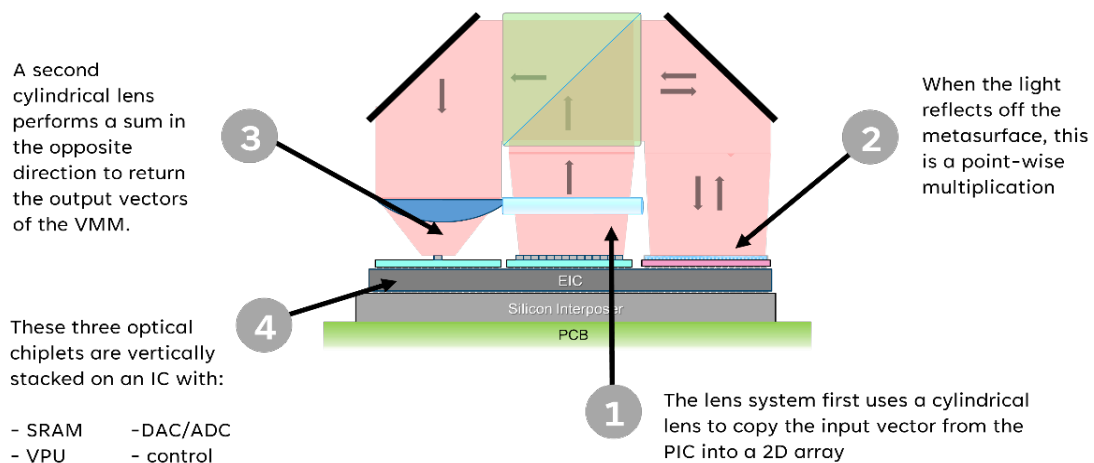 A second
cylindrical lens
performs a sum in
the opposite
direction to return
the output vectors
of the VMM.
3
When the light
reflects off the
metasurface, this
is a point-wise
multiplication
2
EIC
Silicon Interposer
PCB
4
These three optical
chiplets are vertically
stacked on an IC with:
- SRAM -DAC/ADC
- VPU - control
1
The lens system first uses a cylindrical
lens to copy the input vector from the
PIC into a 2D array